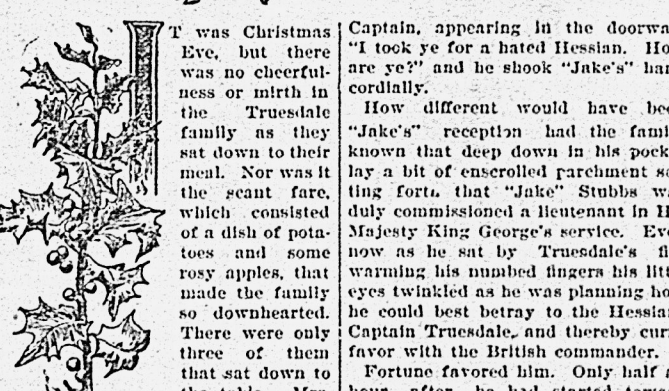 IT was Christmas
Eve, but there
was no cheerful-
ness or mirth in
the Truesdale
family as they
sat down to their
meal. Nor was it
the scant fare,
which consisted
of a dish of pota-
toes and some
rosy apples, that
made the family
so downhearted.
There were only
three of them
that sat down to
the table.
Captain, appearing in the doorwa
"I took ye for a hated Hessian. Ho
are ye?" and he shook "Jake's" han
cordially.
How different would have bee
"Jake's" reception had the fami
known that deep down in his pock
lay a bit of enscrolled parchment se
ting forth that "Jake" Stubbs wa
duly commissioned a lieutenant in H
Majesty King George's service. Eve
now as he sat by Truesdale's fi
warming his numbed fingers his litt
eyes twinkled as he was planning ho
he could best betray to the Hessian
Captain Truesdale, and thereby curr
favor with the British commander.
Fortune favored him. Only half
hour after he had started